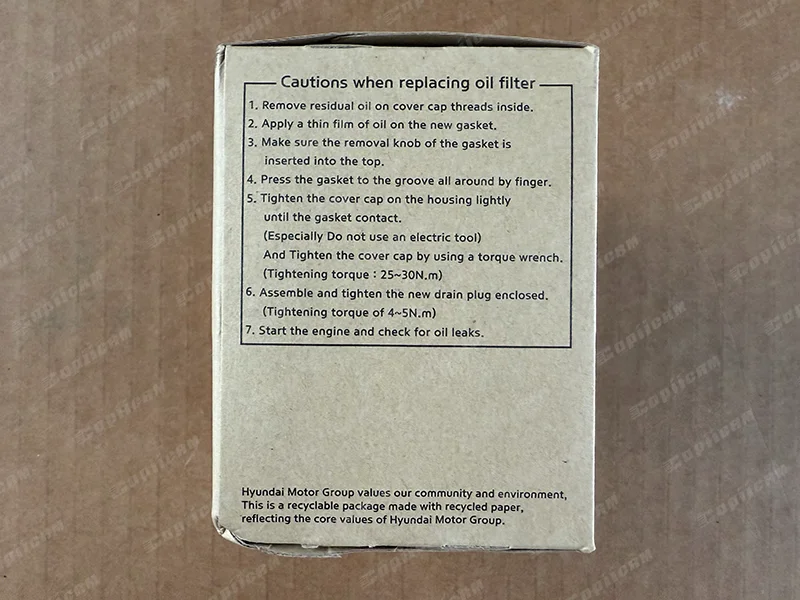 Cautions when replacing oil filter
1. Remove residual oil on cover cap threads inside.
2. Apply a thin film of oil on the new gasket.
3. Make sure the removal knob of the gasket is
inserted into the top.
4. Press the gasket to the groove all around by finger.
5. Tighten the cover cap on the housing lightly
until the gasket contact.
(Especially Do not use an electric tool)
And Tighten the cover cap by using a torque wrench.
(Tightening torque : 25~30N.m)
6. Assemble and tighten the new drain plug enclosed.
(Tightening torque of 4~5N.m)
7. Start the engine and check for oil leaks.
Hyundai Motor Group values our community and environment,
This is a recyclable package made with recycled paper,
reflecting the core values of Hyundai Motor Group.